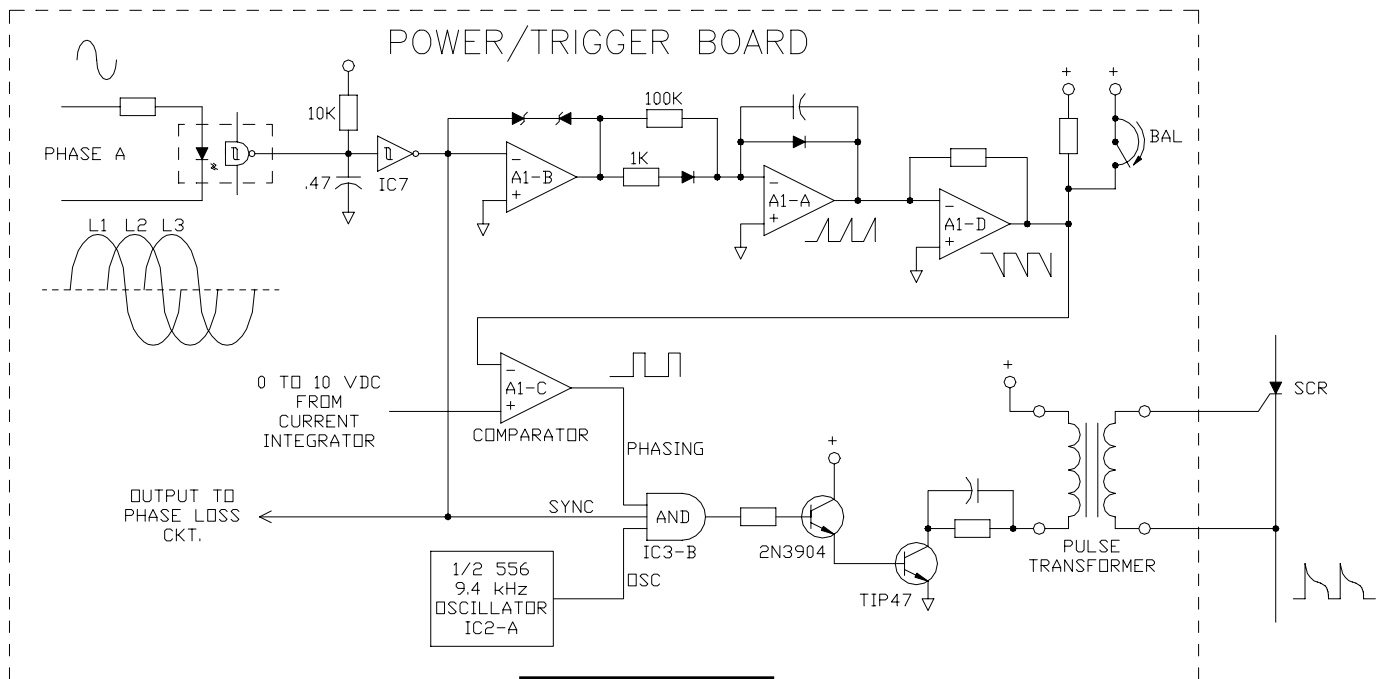 POWER/TRIGGER BOARD
+
+
100K
10K
BAL
PHASE A
A1-B
1K
.47
IC7
+
A1-A
+
A1-D
+
L1 L2 L3
0 TO 10 VDC
FROM
CURRENT
INTEGRATOR
A1-C
+
COMPARATOR
+
SCR
PHASING
+
OUTPUT TO
PHASE LOSS
CKT.
SYNC
AND
IC3-B
2N3904
PULSE
TRANSFORMER
1/2 556
9.4 kHz
OSCILLATOR
IC2-A
OSC
TIP47